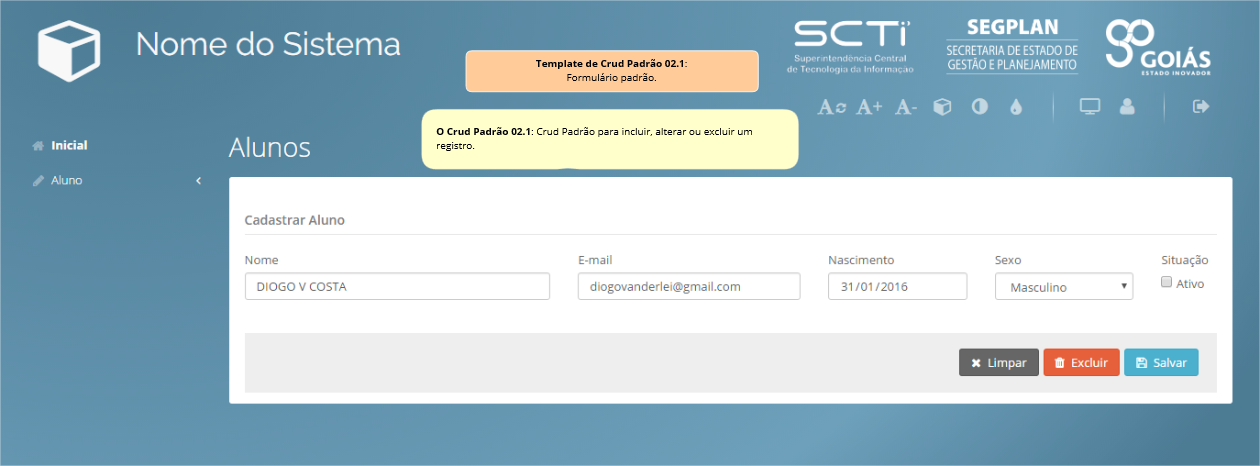 Nome do Sistema
Template de Crud Padrão 02.1:
Formulário padrão.
SCTi
Superintendência Central
de Tecnologia da Informação
SEGPLAN
SECRETARIA DE ESTADO DE
GESTÃO E PLANEJAMENTO
GOIÁS
ESTADO INOVADOR
A A+ A-
O Crud Padrão 02.1: Crud Padrão para incluir, alterar ou excluir um
registro.
Inicial
Aluno
Alunos
Cadastrar Aluno
Nome E-mail Nascimento Sexo Situação
DIOGO V COSTA diogovanderlei@gmail.com 31/01/2016 Masculino Ativo
Limpar Excluir Salvar